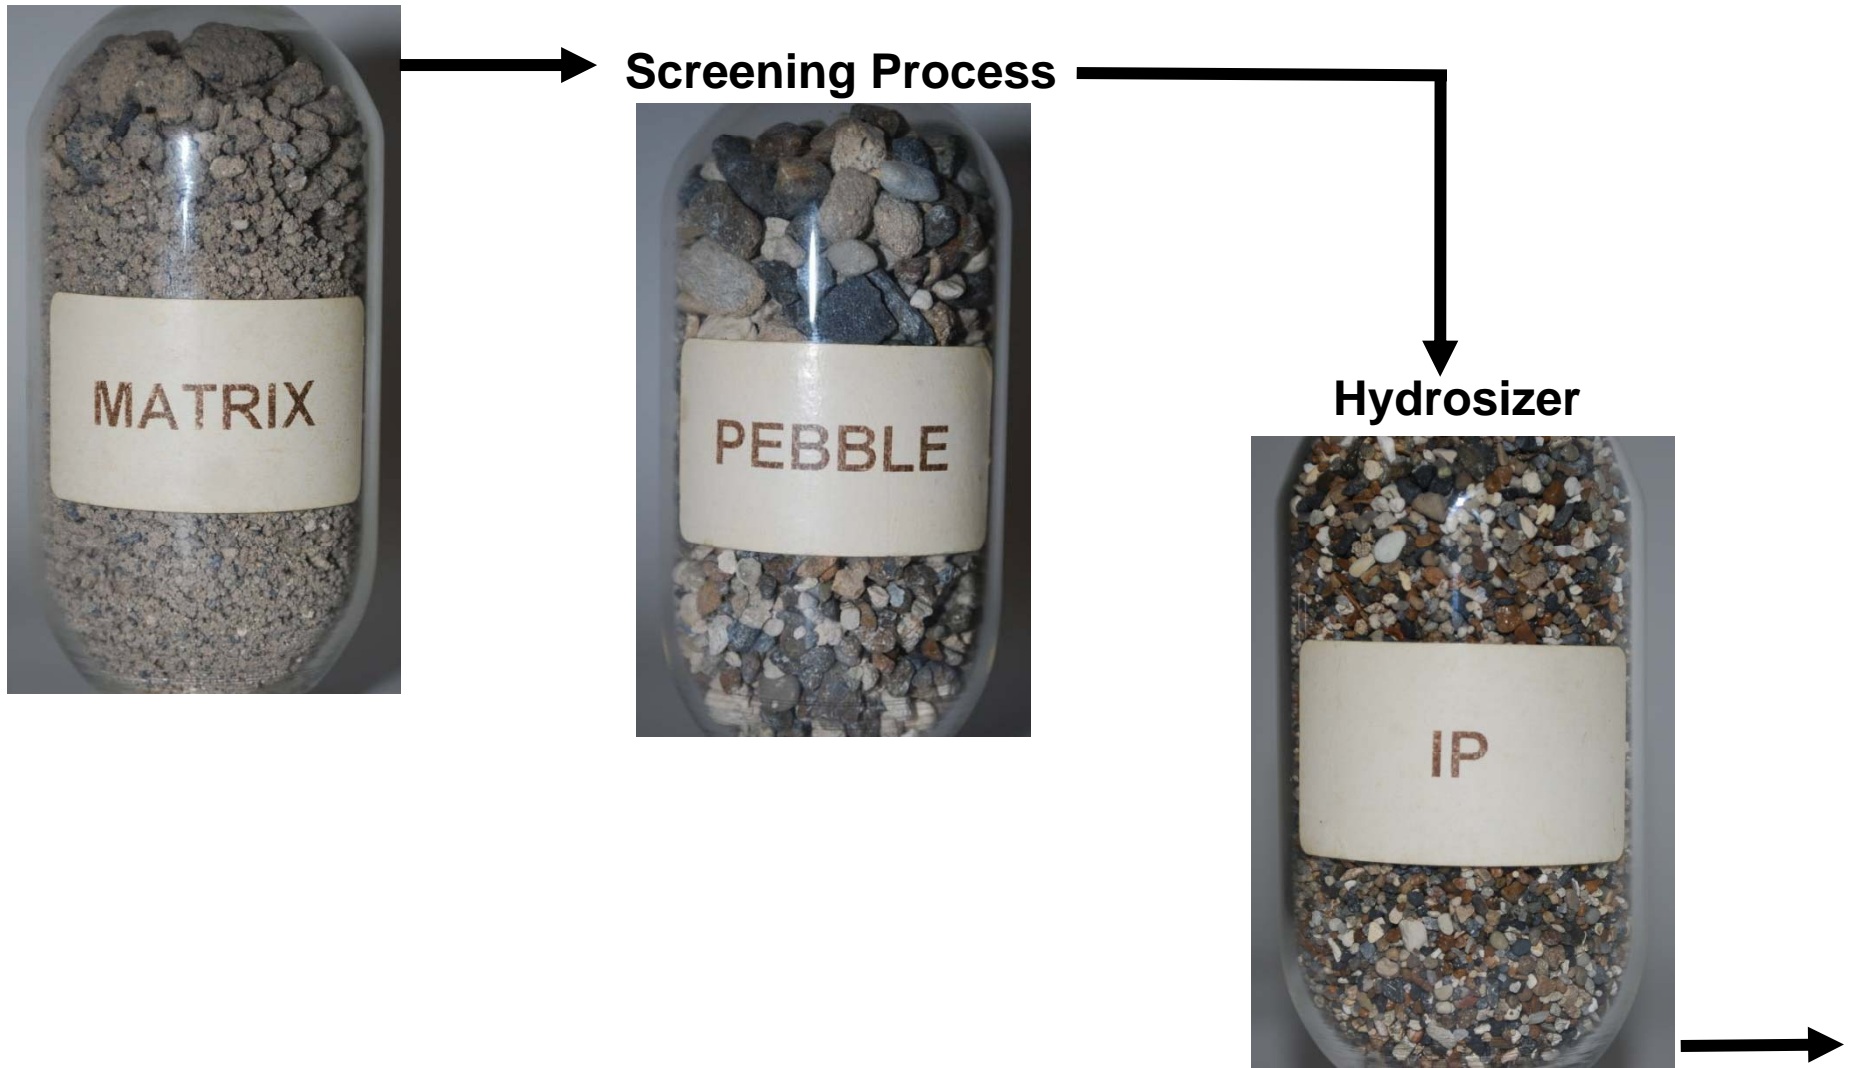 Screening Process
MATRIX
PEBBLE
Hydrosizer
IP